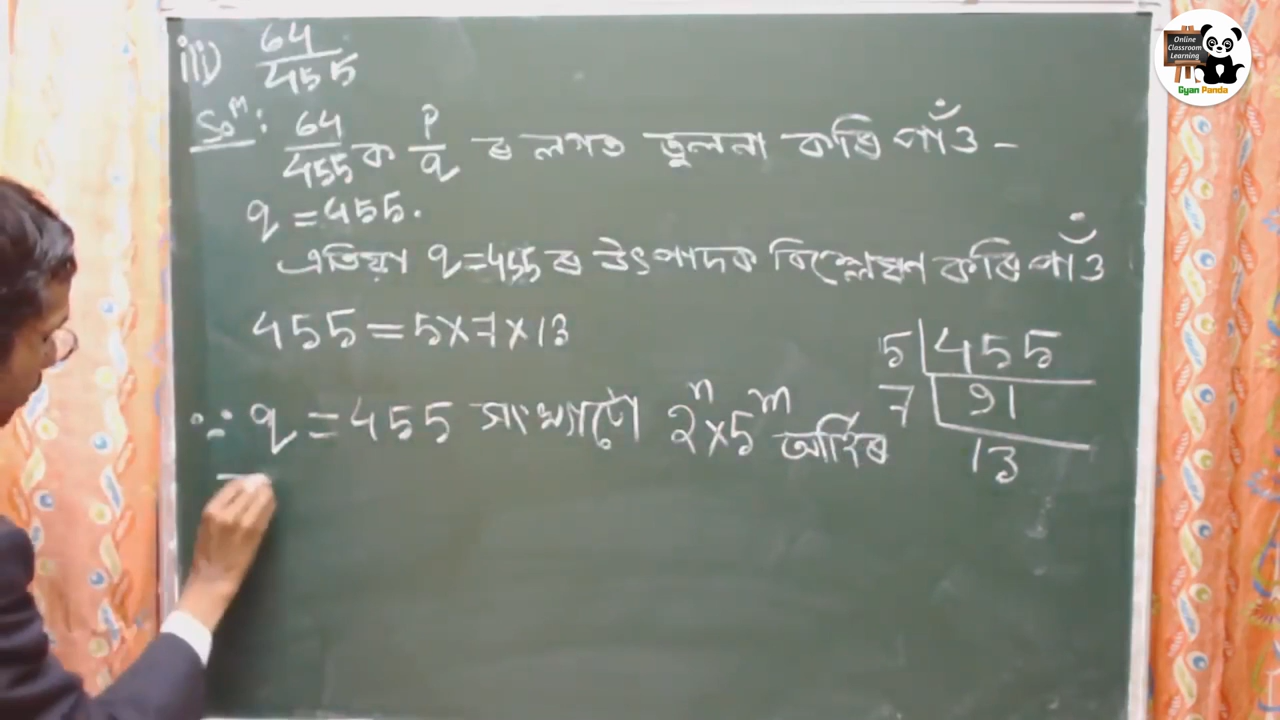 iii) 64/455
Solⁿ: 64/455 ক p/q ৰ লগত তুলনা কৰি পাওঁ –
q = 455.
এতিয়া q=455 ৰ উৎপাদক বিশ্লেষণ কৰি পাওঁ
455 = 5×7×13
5 | 455
7 | 91
13
∵ q = 455 সংখ্যাটো 2ⁿ×5ᵐ আৰ্হিৰ
Online
Classroom
Learning
Gyan Panda